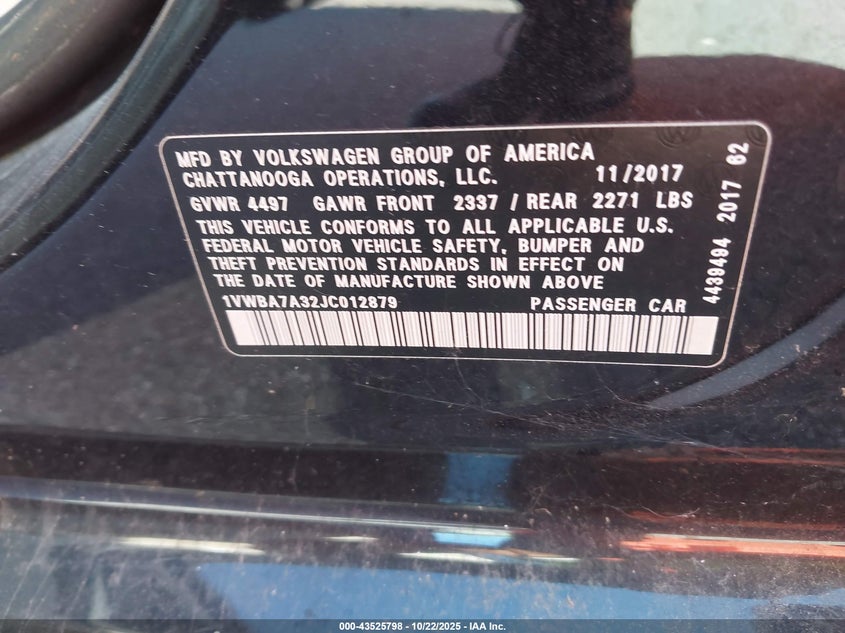 MFD BY VOLKSWAGEN GROUP OF AMERICA
CHATTANOOGA OPERATIONS, LLC. 11/2017
GVWR 4497 GAWR FRONT 2337 / REAR 2271 LBS
THIS VEHICLE CONFORMS TO ALL APPLICABLE U.S.
FEDERAL MOTOR VEHICLE SAFETY, BUMPER AND
THEFT PREVENTION STANDARDS IN EFFECT ON
THE DATE OF MANUFACTURE SHOWN ABOVE
1VWBA7A32JC012879 PASSENGER CAR
4439494 2017 62
000-43525798 - 10/22/2025 - IAA Inc.